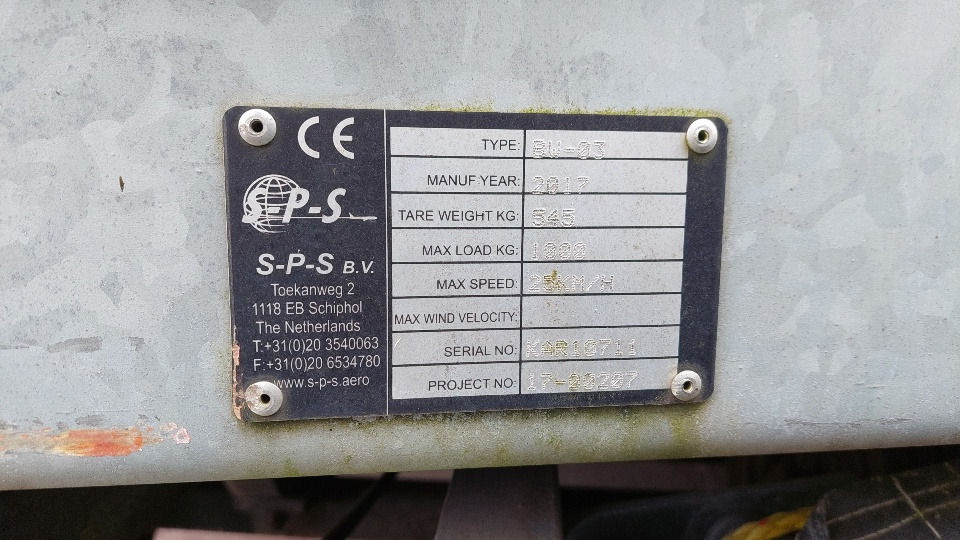 CE
S-P-S
S-P-S B.V.
Toekanweg 2
1118 EB Schiphol
The Netherlands
T:+31(0)20 3540063
F:+31(0)20 6534780
www.s-p-s.aero
TYPE: BW-03
MANUF YEAR: 2017
TARE WEIGHT KG: 545
MAX LOAD KG: 1000
MAX SPEED: 25KM/H
MAX WIND VELOCITY:
SERIAL NO: KAR16711
PROJECT NO: 17-00207